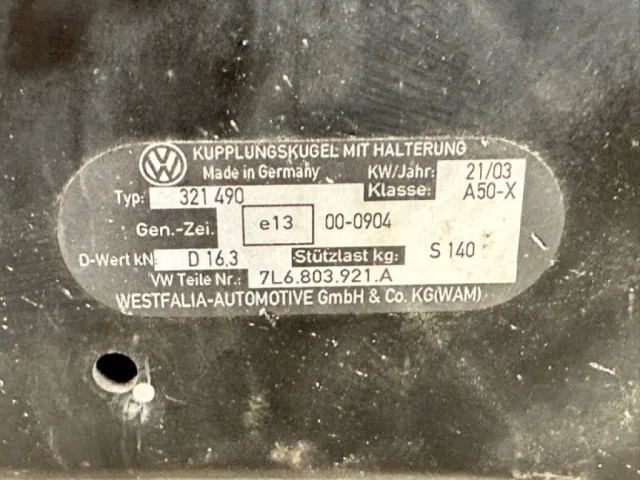 VW KUPPLUNGSKUGEL MIT HALTERUNG
Made in Germany KW/Jahr: 21/03
Typ: 321 490 Klasse: A50-X
Gen.-Zei. e13 00-0904
D-Wert kN: D 16,3 Stützlast kg: S 140
VW Teile Nr.: 7L6.803.921.A
WESTFALIA-AUTOMOTIVE GmbH & Co. KG(WAM)